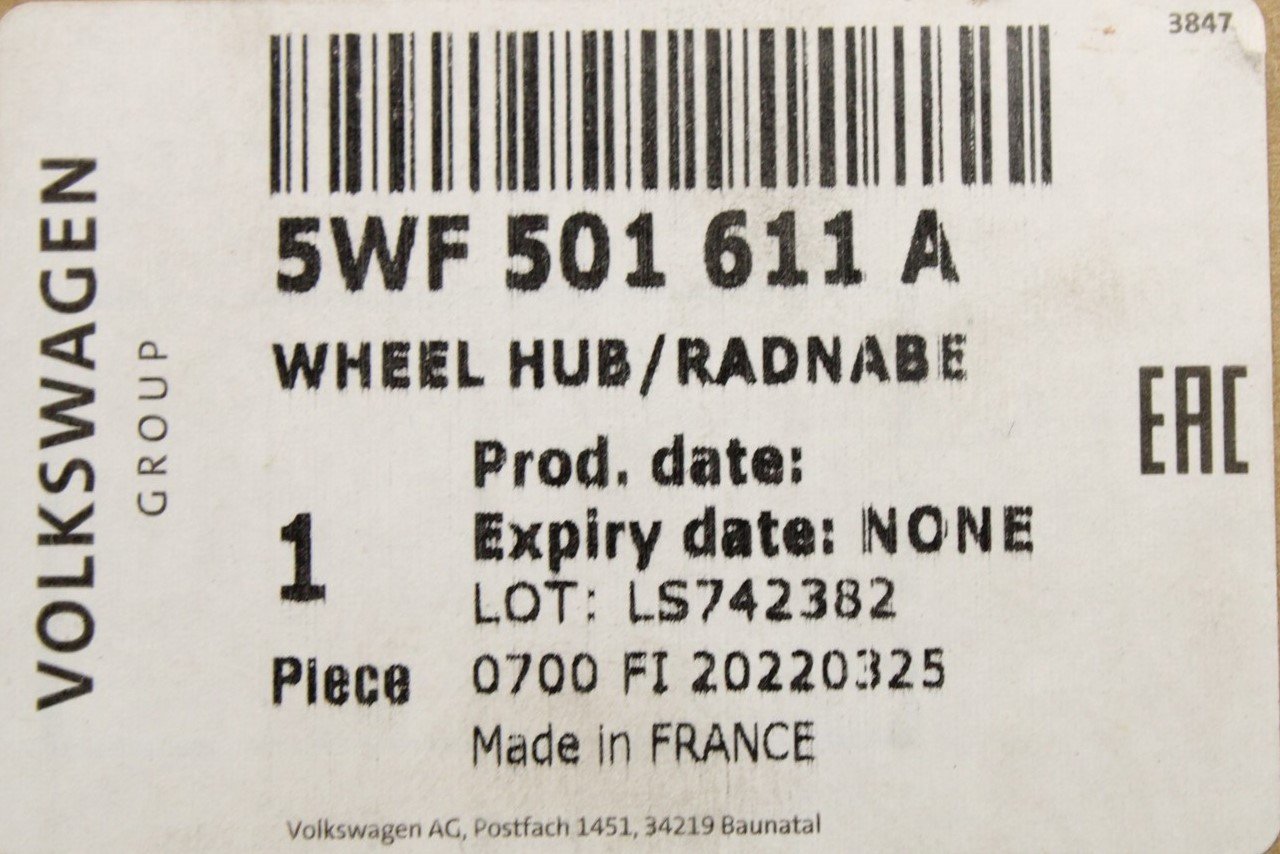 3847
VOLKSWAGEN
GROUP
5WF 501 611 A
WHEEL HUB/RADNABE
EAC
Prod. date:
Expiry date: NONE
1
LOT: LS742382
Piece
0700 FI 20220325
Made in FRANCE
Volkswagen AG, Postfach 1451, 34219 Baunatal